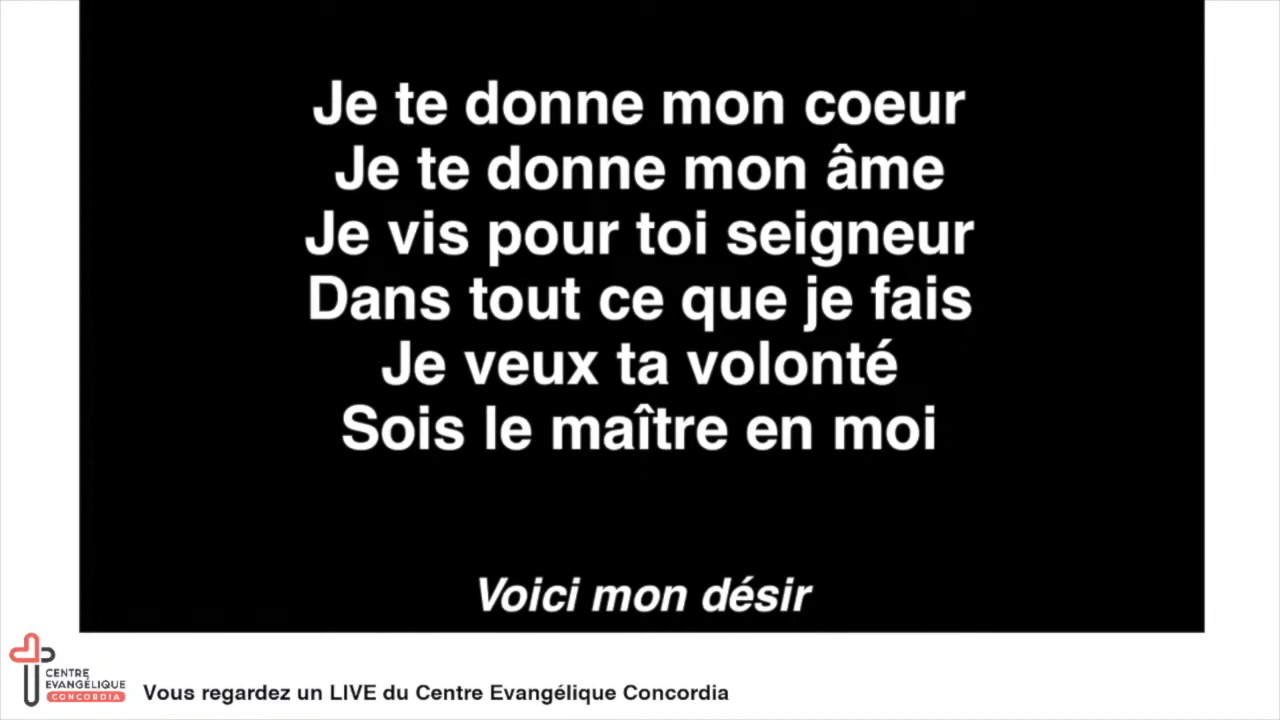 Je te donne mon coeur
Je te donne mon âme
Je vis pour toi seigneur
Dans tout ce que je fais
Je veux ta volonté
Sois le maître en moi
Voici mon désir
CENTRE
EVANGÉLIQUE
CONCORDIA
Vous regardez un LIVE du Centre Evangélique Concordia